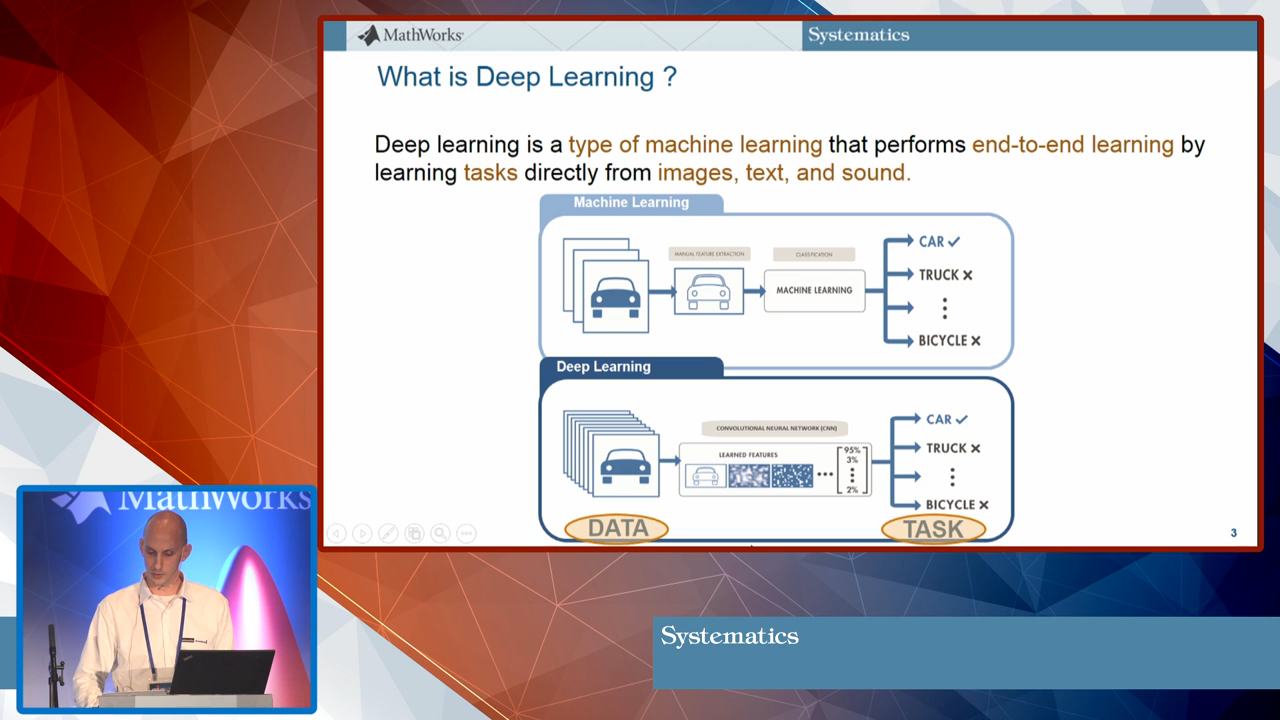 MathWorks®
Systematics
What is Deep Learning ?
Deep learning is a type of machine learning that performs end-to-end learning by
learning tasks directly from images, text, and sound.
Machine Learning
MANUAL FEATURE EXTRACTION
CLASSIFICATION
MACHINE LEARNING
CAR ✓
TRUCK ✕
⋮
BICYCLE ✕
Deep Learning
CONVOLUTIONAL NEURAL NETWORK (CNN)
LEARNED FEATURES
95%
3%
⋮
2%
CAR ✓
TRUCK ✕
⋮
BICYCLE ✕
DATA
TASK
3
MathWorks
Systematics